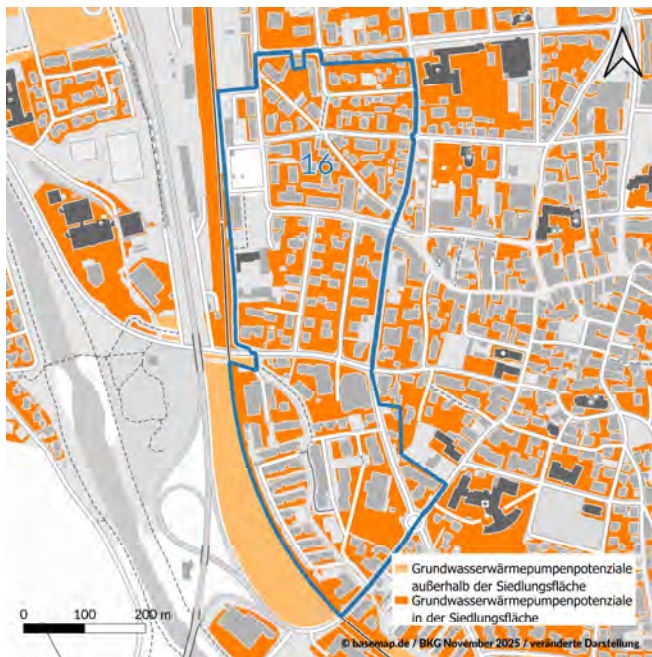 16
Grundwasserwärmepumpenpotenziale
außerhalb der Siedlungsfläche
Grundwasserwärmepumpenpotenziale
in der Siedlungsfläche
0 100 200 m
© basemap.de / BKG November 2025 / veränderte Darstellung